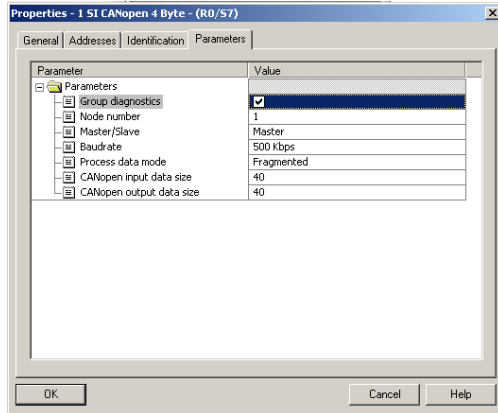 Properties - 1 SI CANopen 4 Byte - (R0/S7)
General Addresses Identification Parameters
Parameter Value
Parameters
Group diagnostics
Node number 1
Master/Slave Master
Baudrate 500 Kbps
Process data mode Fragmented
CANopen input data size 40
CANopen output data size 40
OK Cancel Help